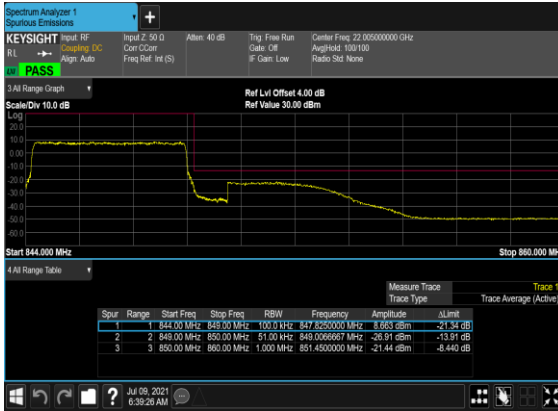 Spectrum Analyzer 1
Spurious Emissions
+
KEYSIGHT Input: RF Input Z: 50 Ω Atten: 40 dB Trig: Free Run Center Freq: 22.005000000 GHz
RL Coupling: DC Corr CCorr Gate: Off Avg|Hold: 100/100
Align: Auto Freq Ref: Int (S) IF Gain: Low Radio Std: None
PASS
3 All Range Graph Ref Lvl Offset 4.00 dB
Scale/Div 10.0 dB Ref Value 30.00 dBm
Log
20.0
10.0
0.00
-10.0
-20.0
-30.0
-40.0
-50.0
-60.0
Start 844.000 MHz Stop 860.000 MH
4 All Range Table
Measure Trace Trace 1
Trace Type Trace Average (Active)
Spur Range Start Freq Stop Freq RBW Frequency Amplitude ΔLimit
1 1 844.00 MHz 849.00 MHz 100.0 kHz 847.8250000 MHz 8.663 dBm -21.34 dB
2 2 849.00 MHz 850.00 MHz 51.00 kHz 849.0066667 MHz -26.91 dBm -13.91 dB
3 3 850.00 MHz 860.00 MHz 1.000 MHz 851.4500000 MHz -21.44 dBm -8.440 dB
? Jul 09, 2021
6:39:26 AM